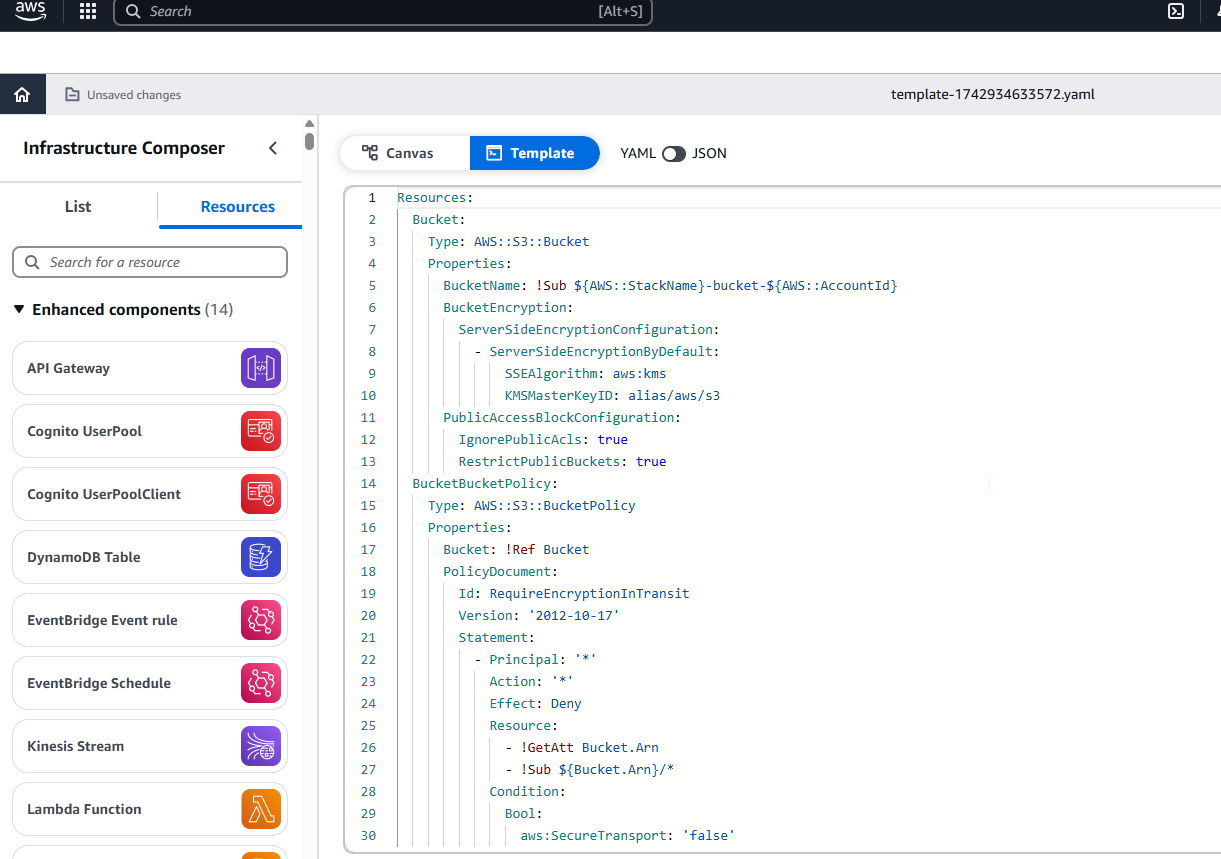 aws
Search [Alt+S]
Unsaved changes
template-1742934633572.yaml
Infrastructure Composer
List
Resources
Search for a resource
Enhanced components (14)
API Gateway
Cognito UserPool
Cognito UserPoolClient
DynamoDB Table
EventBridge Event rule
EventBridge Schedule
Kinesis Stream
Lambda Function
Canvas
Template
YAML
JSON
1 Resources:
2 Bucket:
3 Type: AWS::S3::Bucket
4 Properties:
5 BucketName: !Sub ${AWS::StackName}-bucket-${AWS::AccountId}
6 BucketEncryption:
7 ServerSideEncryptionConfiguration:
8 - ServerSideEncryptionByDefault:
9 SSEAlgorithm: aws:kms
10 KMSMasterKeyID: alias/aws/s3
11 PublicAccessBlockConfiguration:
12 IgnorePublicAcls: true
13 RestrictPublicBuckets: true
14 BucketBucketPolicy:
15 Type: AWS::S3::BucketPolicy
16 Properties:
17 Bucket: !Ref Bucket
18 PolicyDocument:
19 Id: RequireEncryptionInTransit
20 Version: '2012-10-17'
21 Statement:
22 - Principal: '*'
23 Action: '*'
24 Effect: Deny
25 Resource:
26 - !GetAtt Bucket.Arn
27 - !Sub ${Bucket.Arn}/*
28 Condition:
29 Bool:
30 aws:SecureTransport: 'false'